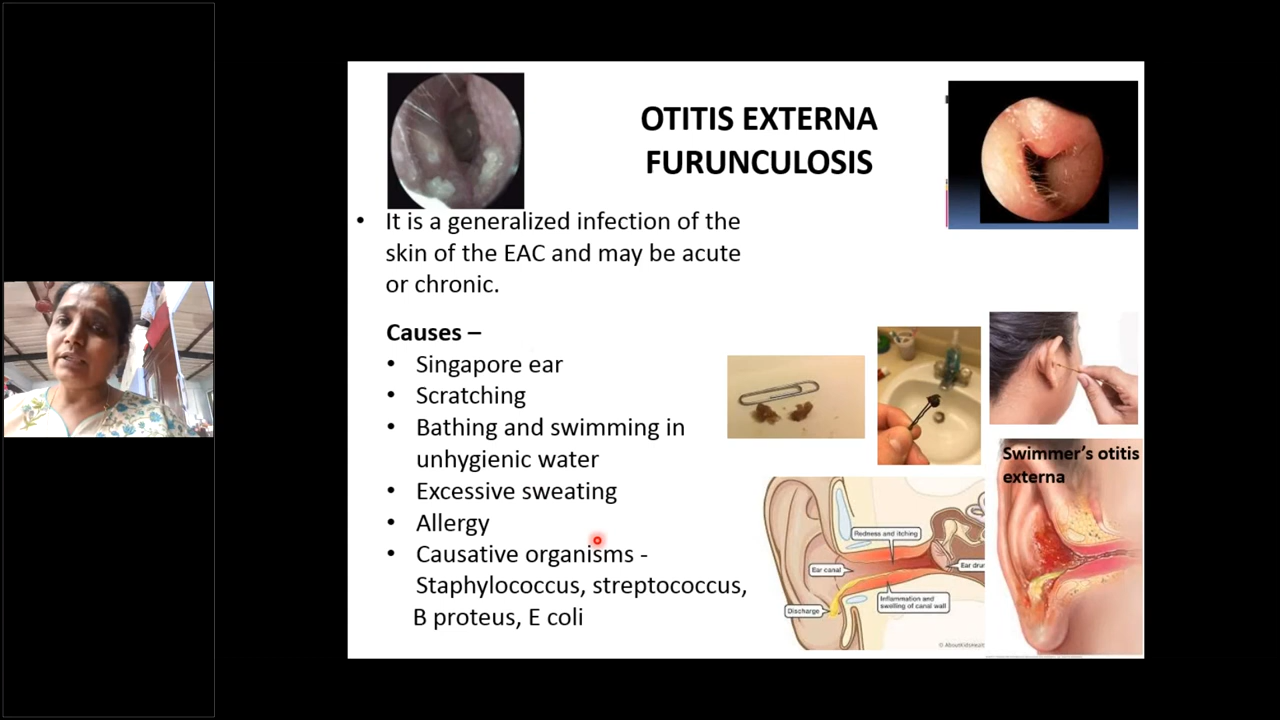 OTITIS EXTERNA
FURUNCULOSIS
• It is a generalized infection of the
skin of the EAC and may be acute
or chronic.
Causes –
• Singapore ear
• Scratching
• Bathing and swimming in
unhygienic water
• Excessive sweating
• Allergy
• Causative organisms -
Staphylococcus, streptococcus,
B proteus, E coli
Swimmer's otitis
externa
Redness and itching
Ear canal
Ear dru
Inflammation and
swelling of canal wall
Discharge
© AboutKidsHealt